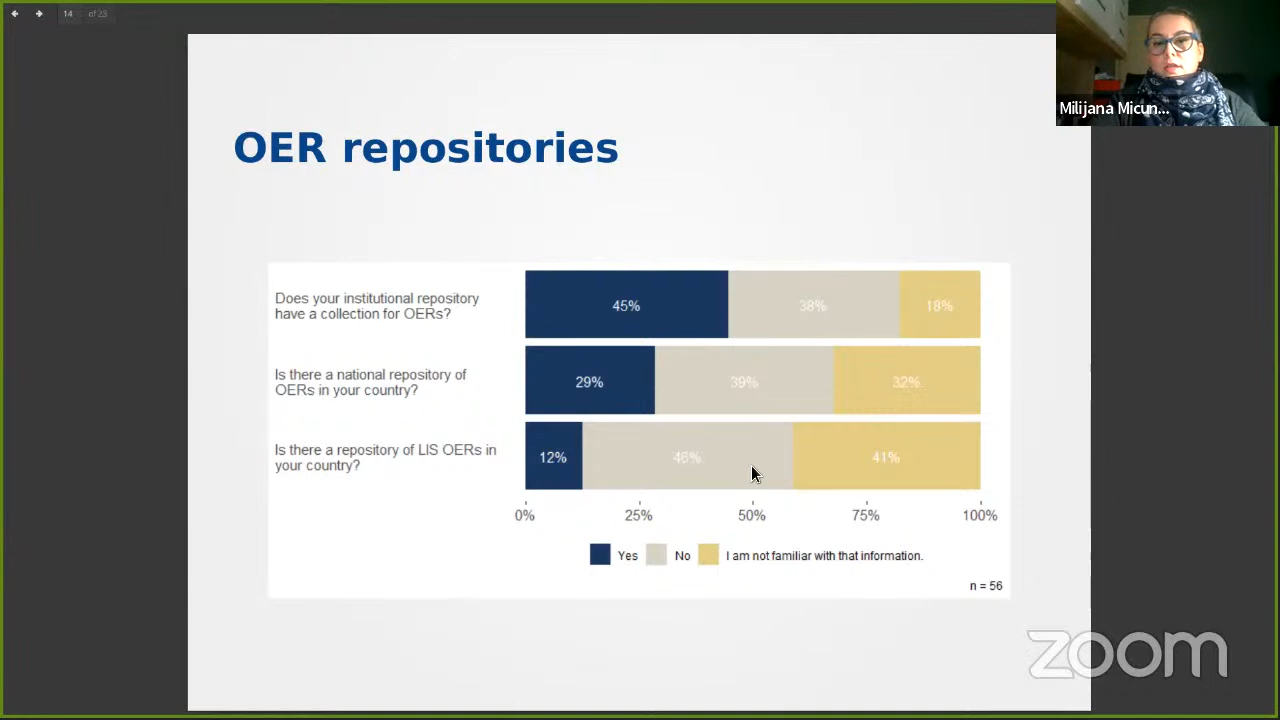 14 of 23
Milijana Micun...
OER repositories
Does your institutional repository
have a collection for OERs?
45%
38%
18%
Is there a national repository of
OERs in your country?
29%
39%
32%
Is there a repository of LIS OERs in
your country?
12%
46%
41%
0%
25%
50%
75%
100%
Yes
No
I am not familiar with that information.
n = 56
zoom